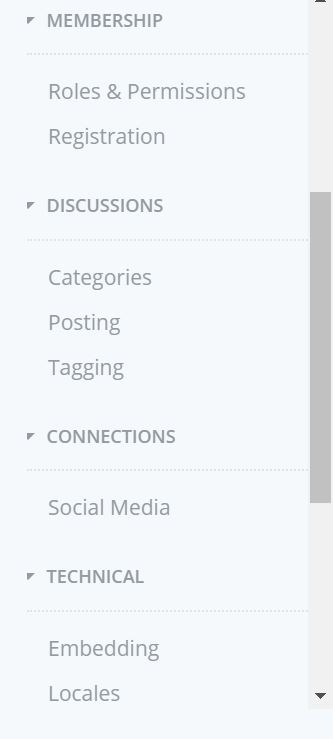 MEMBERSHIP
Roles & Permissions
Registration
DISCUSSIONS
Categories
Posting
Tagging
CONNECTIONS
Social Media
TECHNICAL
Embedding
Locales